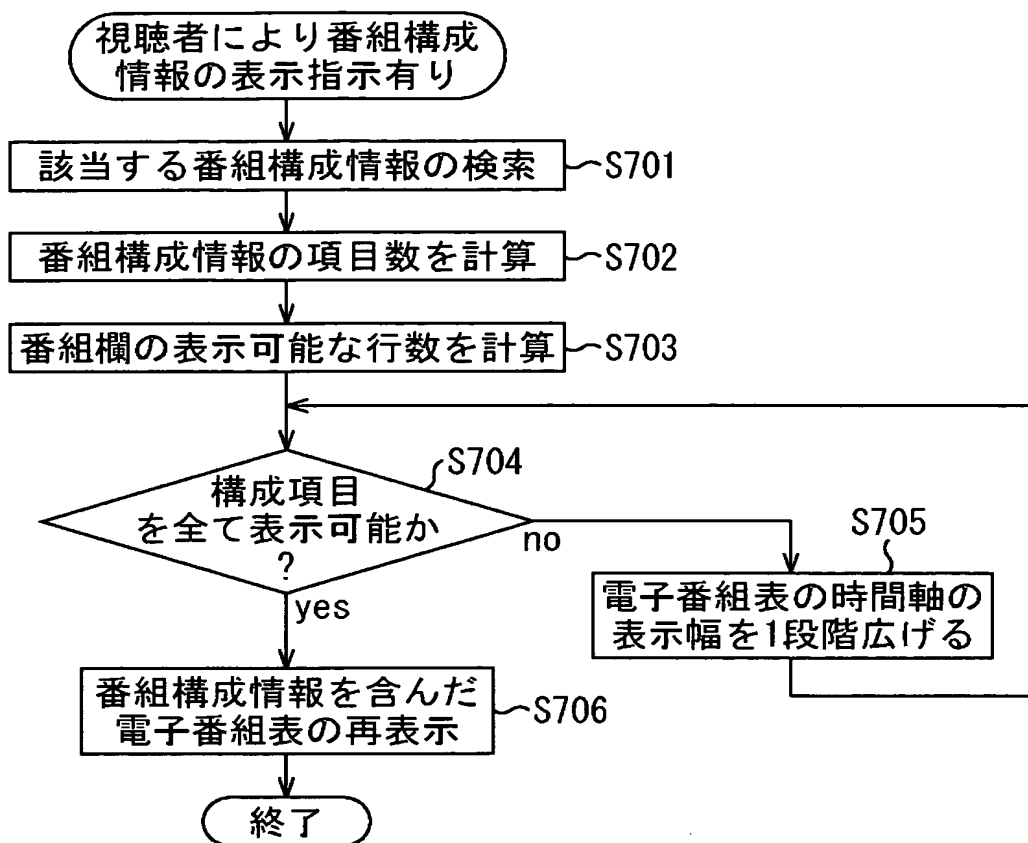 視聴者により番組構成
情報の表示指示有り
該当する番組構成情報の検索
S701
番組構成情報の項目数を計算
S702
番組欄の表示可能な行数を計算
S703
S704
構成項目
を全て表示可能か
?
no
yes
S705
電子番組表の時間軸の
表示幅を1段階広げる
番組構成情報を含んだ
電子番組表の再表示
S706
終了